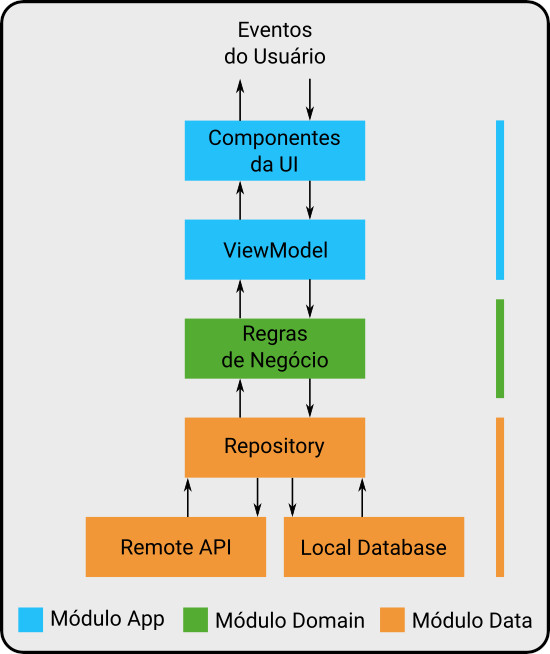 Eventos
do Usuário
Componentes
da UI
ViewModel
Regras
de Negócio
Repository
Remote API
Local Database
Módulo App
Módulo Domain
Módulo Data